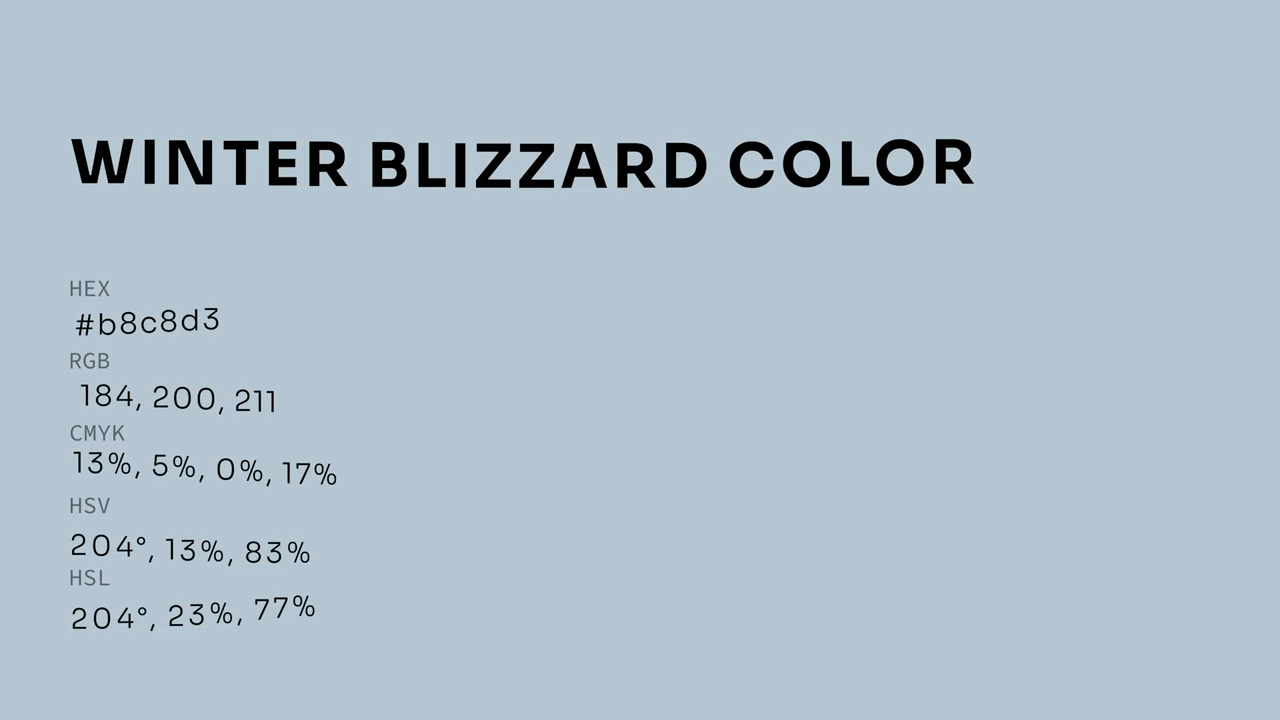 WINTER BLIZZARD COLOR
HEX
#b8c8d3
RGB
184, 200, 211
CMYK
13%, 5%, 0%, 17%
HSV
204°, 13%, 83%
HSL
204°, 23%, 77%